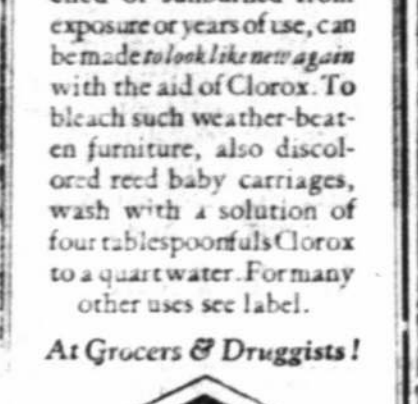 exposure or years of use, can
be made to look like new again
with the aid of Clorox. To
bleach such weather-beat-
en furniture, also discol-
ored reed baby carriages,
wash with a solution of
four tablespoonfuls Clorox
to a quart water. For many
other uses see label.
At Grocers & Druggists!